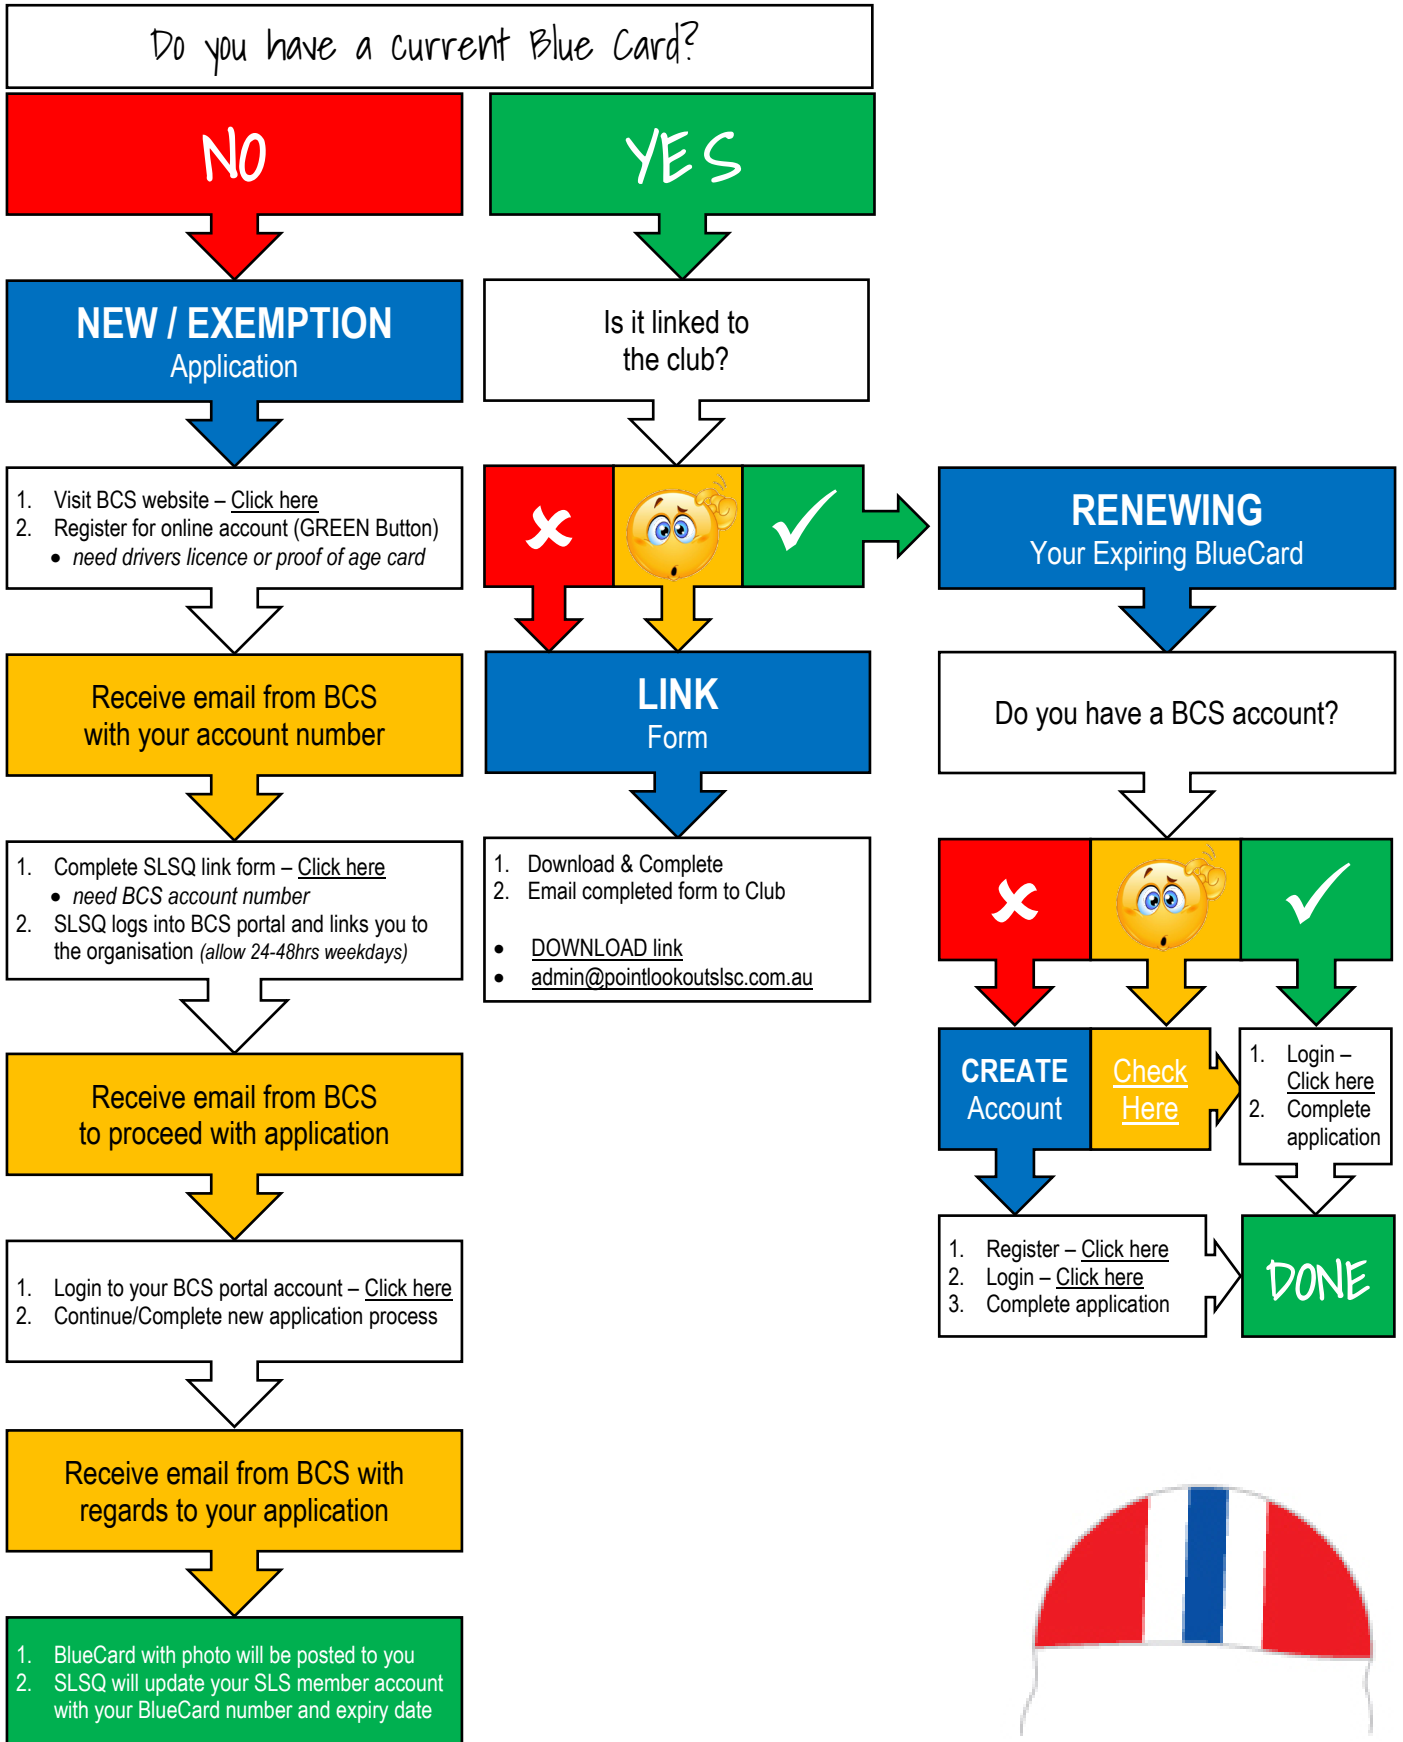 Do you have a current Blue Card?
NO
YES
NEW / EXEMPTION
Application
1. Visit BCS website – Click here
2. Register for online account (GREEN Button)
• need drivers licence or proof of age card
Receive email from BCS
with your account number
1. Complete SLSQ link form – Click here
• need BCS account number
2. SLSQ logs into BCS portal and links you to
the organisation (allow 24-48hrs weekdays)
Receive email from BCS
to proceed with application
1. Login to your BCS portal account – Click here
2. Continue/Complete new application process
Receive email from BCS with
regards to your application
1. BlueCard with photo will be posted to you
2. SLSQ will update your SLS member account
with your BlueCard number and expiry date
Is it linked to
the club?
LINK
Form
1. Download & Complete
2. Email completed form to Club
• DOWNLOAD link
• admin@pointlookoutslsc.com.au
RENEWING
Your Expiring BlueCard
Do you have a BCS account?
CREATE
Account
Check
Here
1. Login –
Click here
2. Complete
application
1. Register – Click here
2. Login – Click here
3. Complete application
DONE